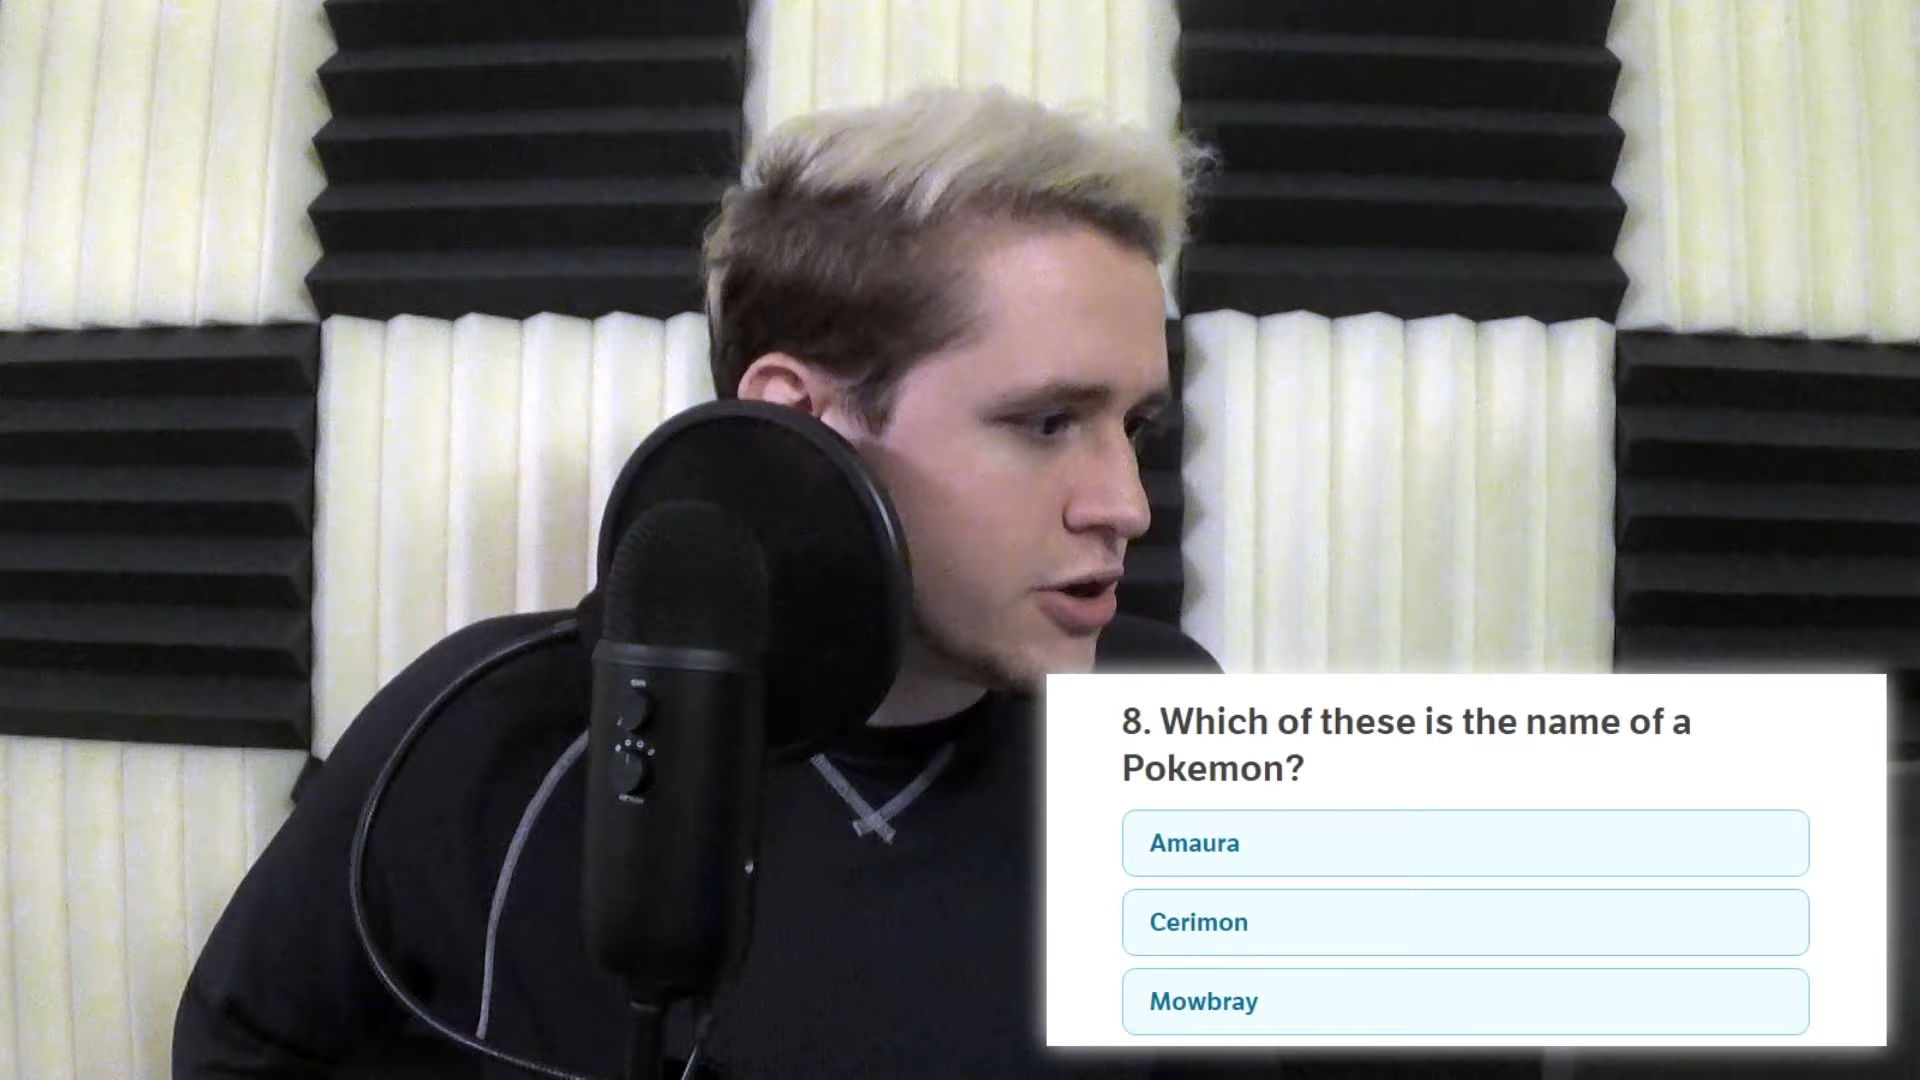 8. Which of these is the name of a
Pokemon?
Amaura
Cerimon
Mowbray